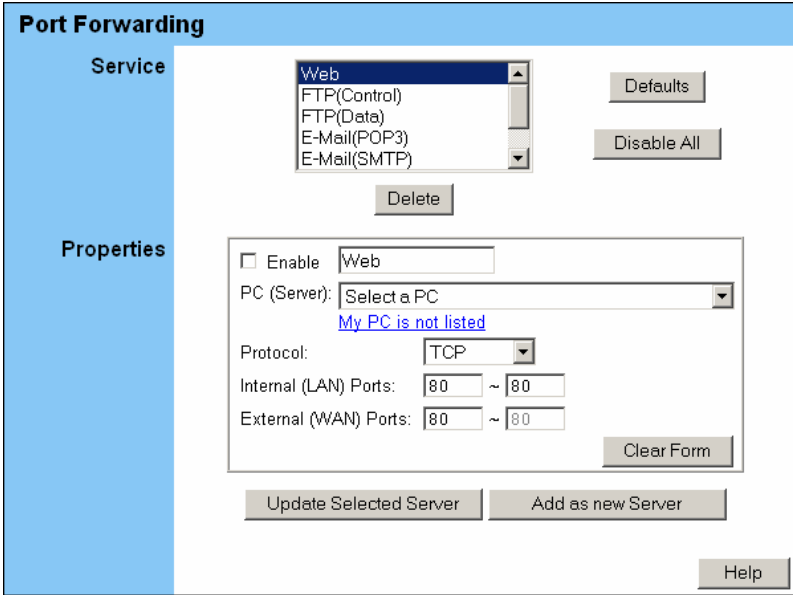 Port Forwarding
Service
Web
FTP(Control)
FTP(Data)
E-Mail(POP3)
E-Mail(SMTP)
Defaults
Disable All
Delete
Properties
Enable Web
PC (Server): Select a PC
My PC is not listed
Protocol: TCP
Internal (LAN) Ports: 80 ~ 80
External (WAN) Ports: 80 ~ 80
Clear Form
Update Selected Server Add as new Server
Help